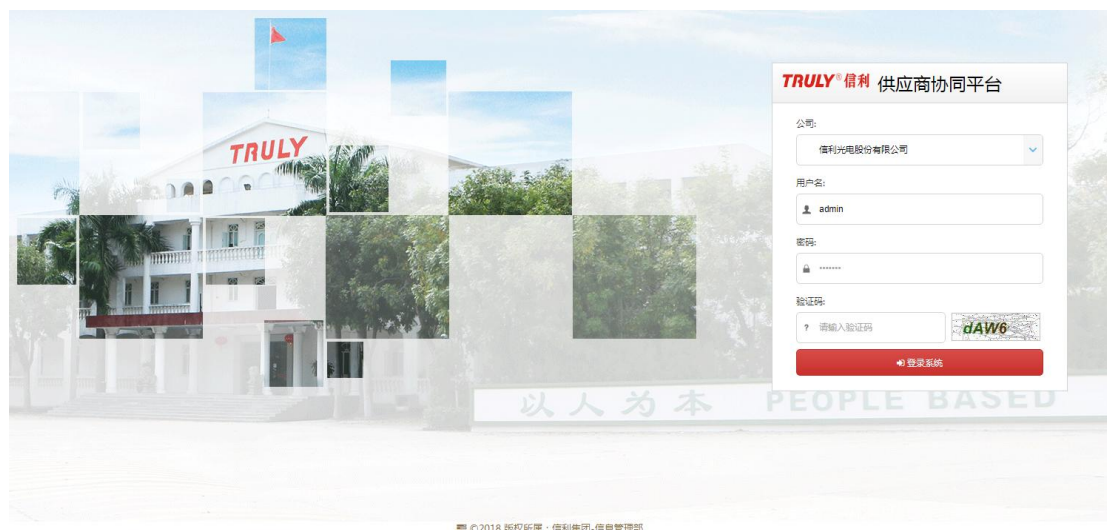 TRULY
TRULY®信利 供应商协同平台
公司:
信利光电股份有限公司
用户名:
admin
密码:
·······
验证码:
? 请输入验证码
dAW6
登录系统
以人为本 PEOPLE BASED
©2018 版权所属：信利集团-信息管理部